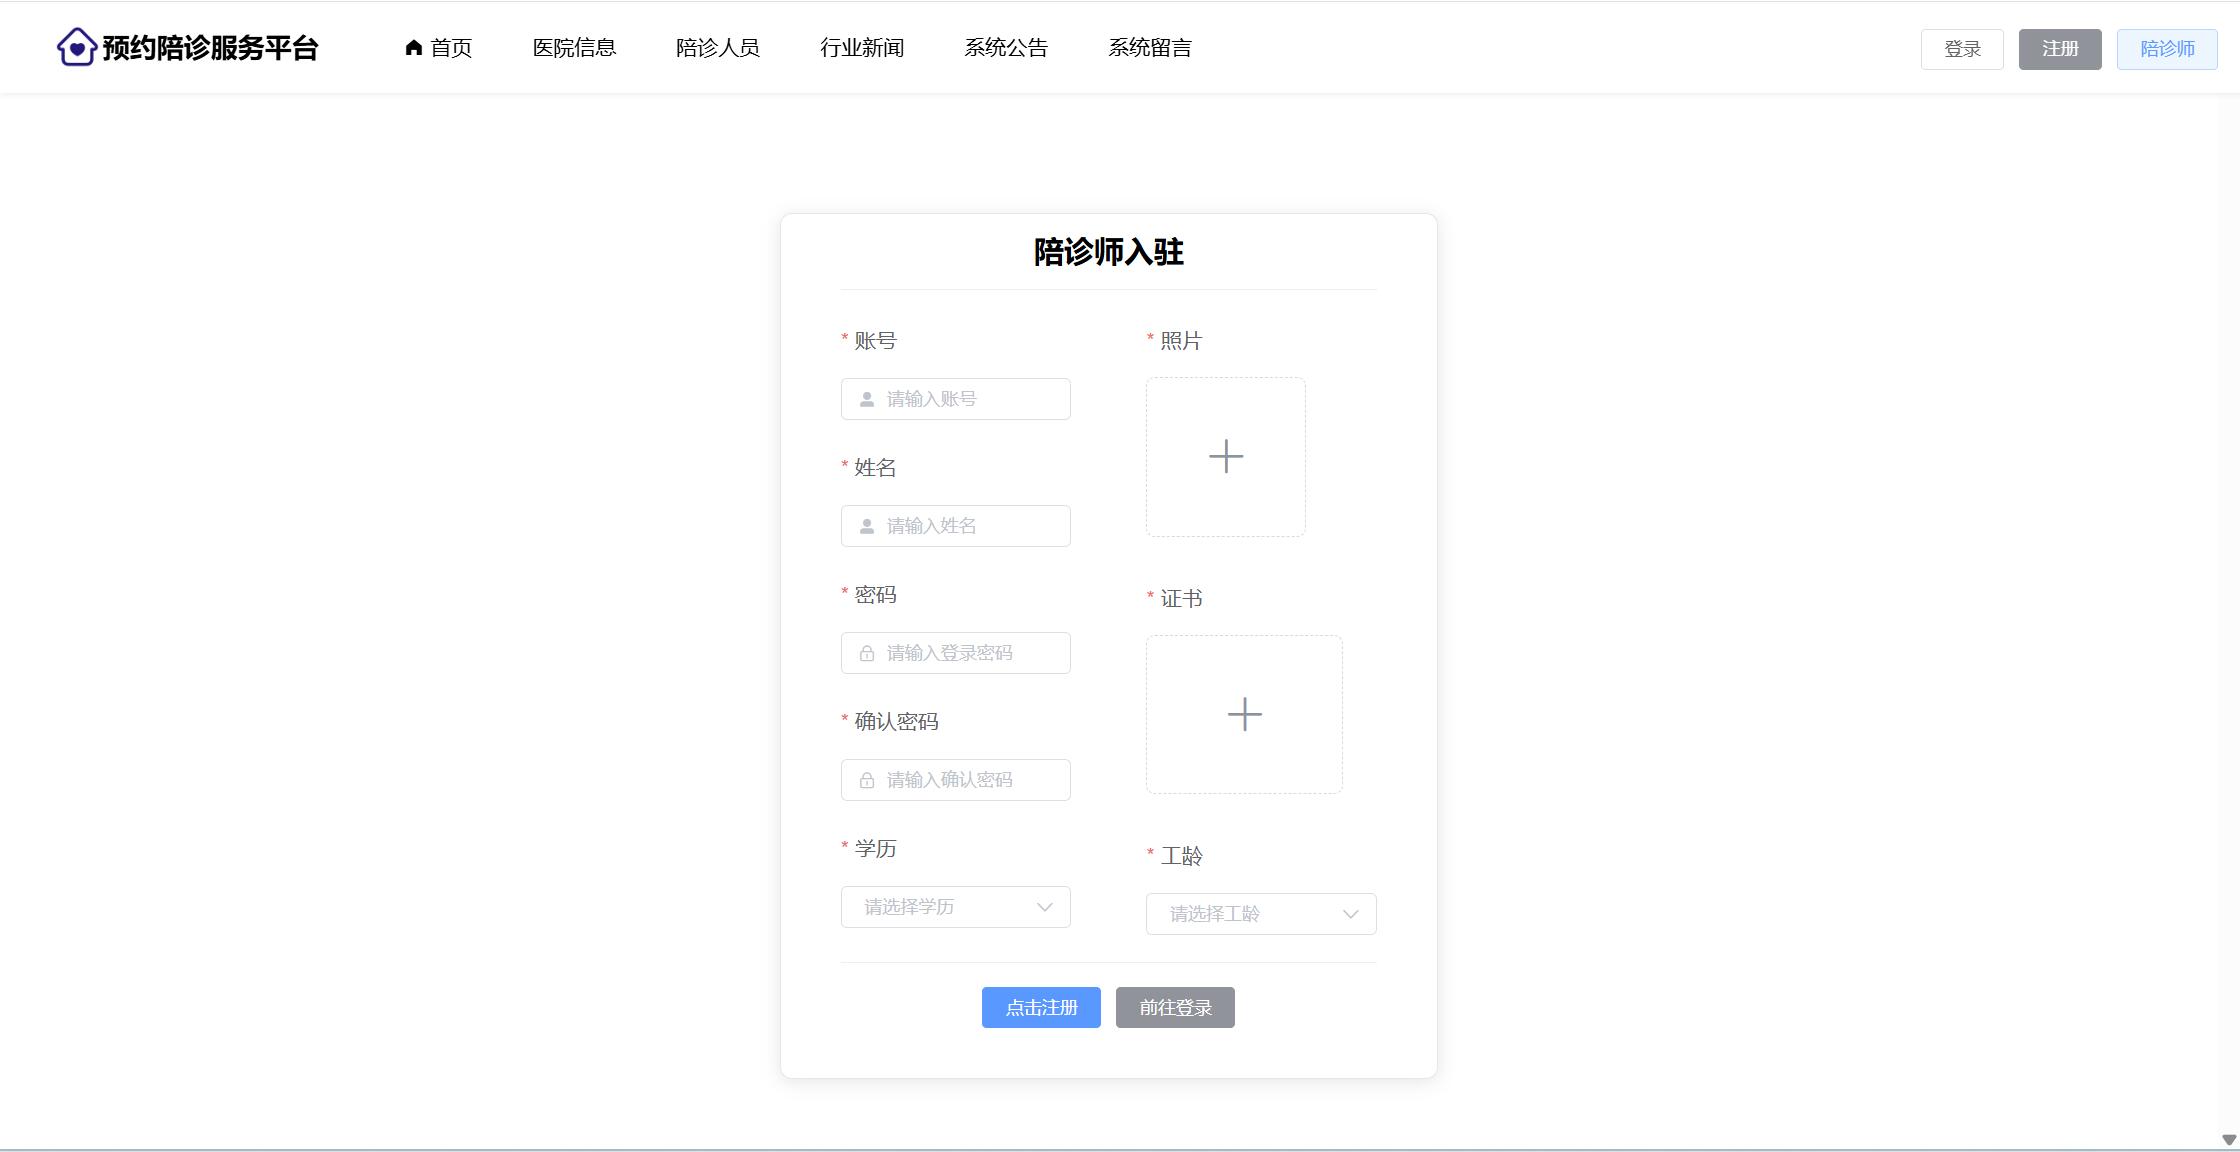 预约陪诊服务平台
首页 医院信息 陪诊人员 行业新闻 系统公告 系统留言
登录 注册 陪诊师
陪诊师入驻
* 账号
请输入账号
* 姓名
请输入姓名
* 密码
请输入登录密码
* 确认密码
请输入确认密码
* 学历
请选择学历
* 照片
* 证书
* 工龄
请选择工龄
点击注册 前往登录